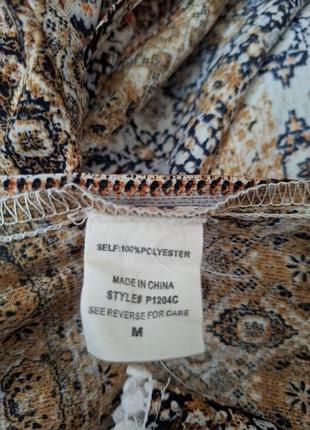 SELF:100%POLYESTER
MADE IN CHINA
STYLE# P1204C
SEE REVERSE FOR CARE
M